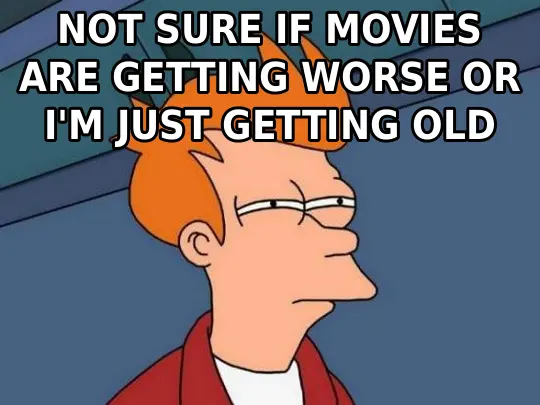 NOT SURE IF MOVIES
ARE GETTING WORSE OR
I'M JUST GETTING OLD